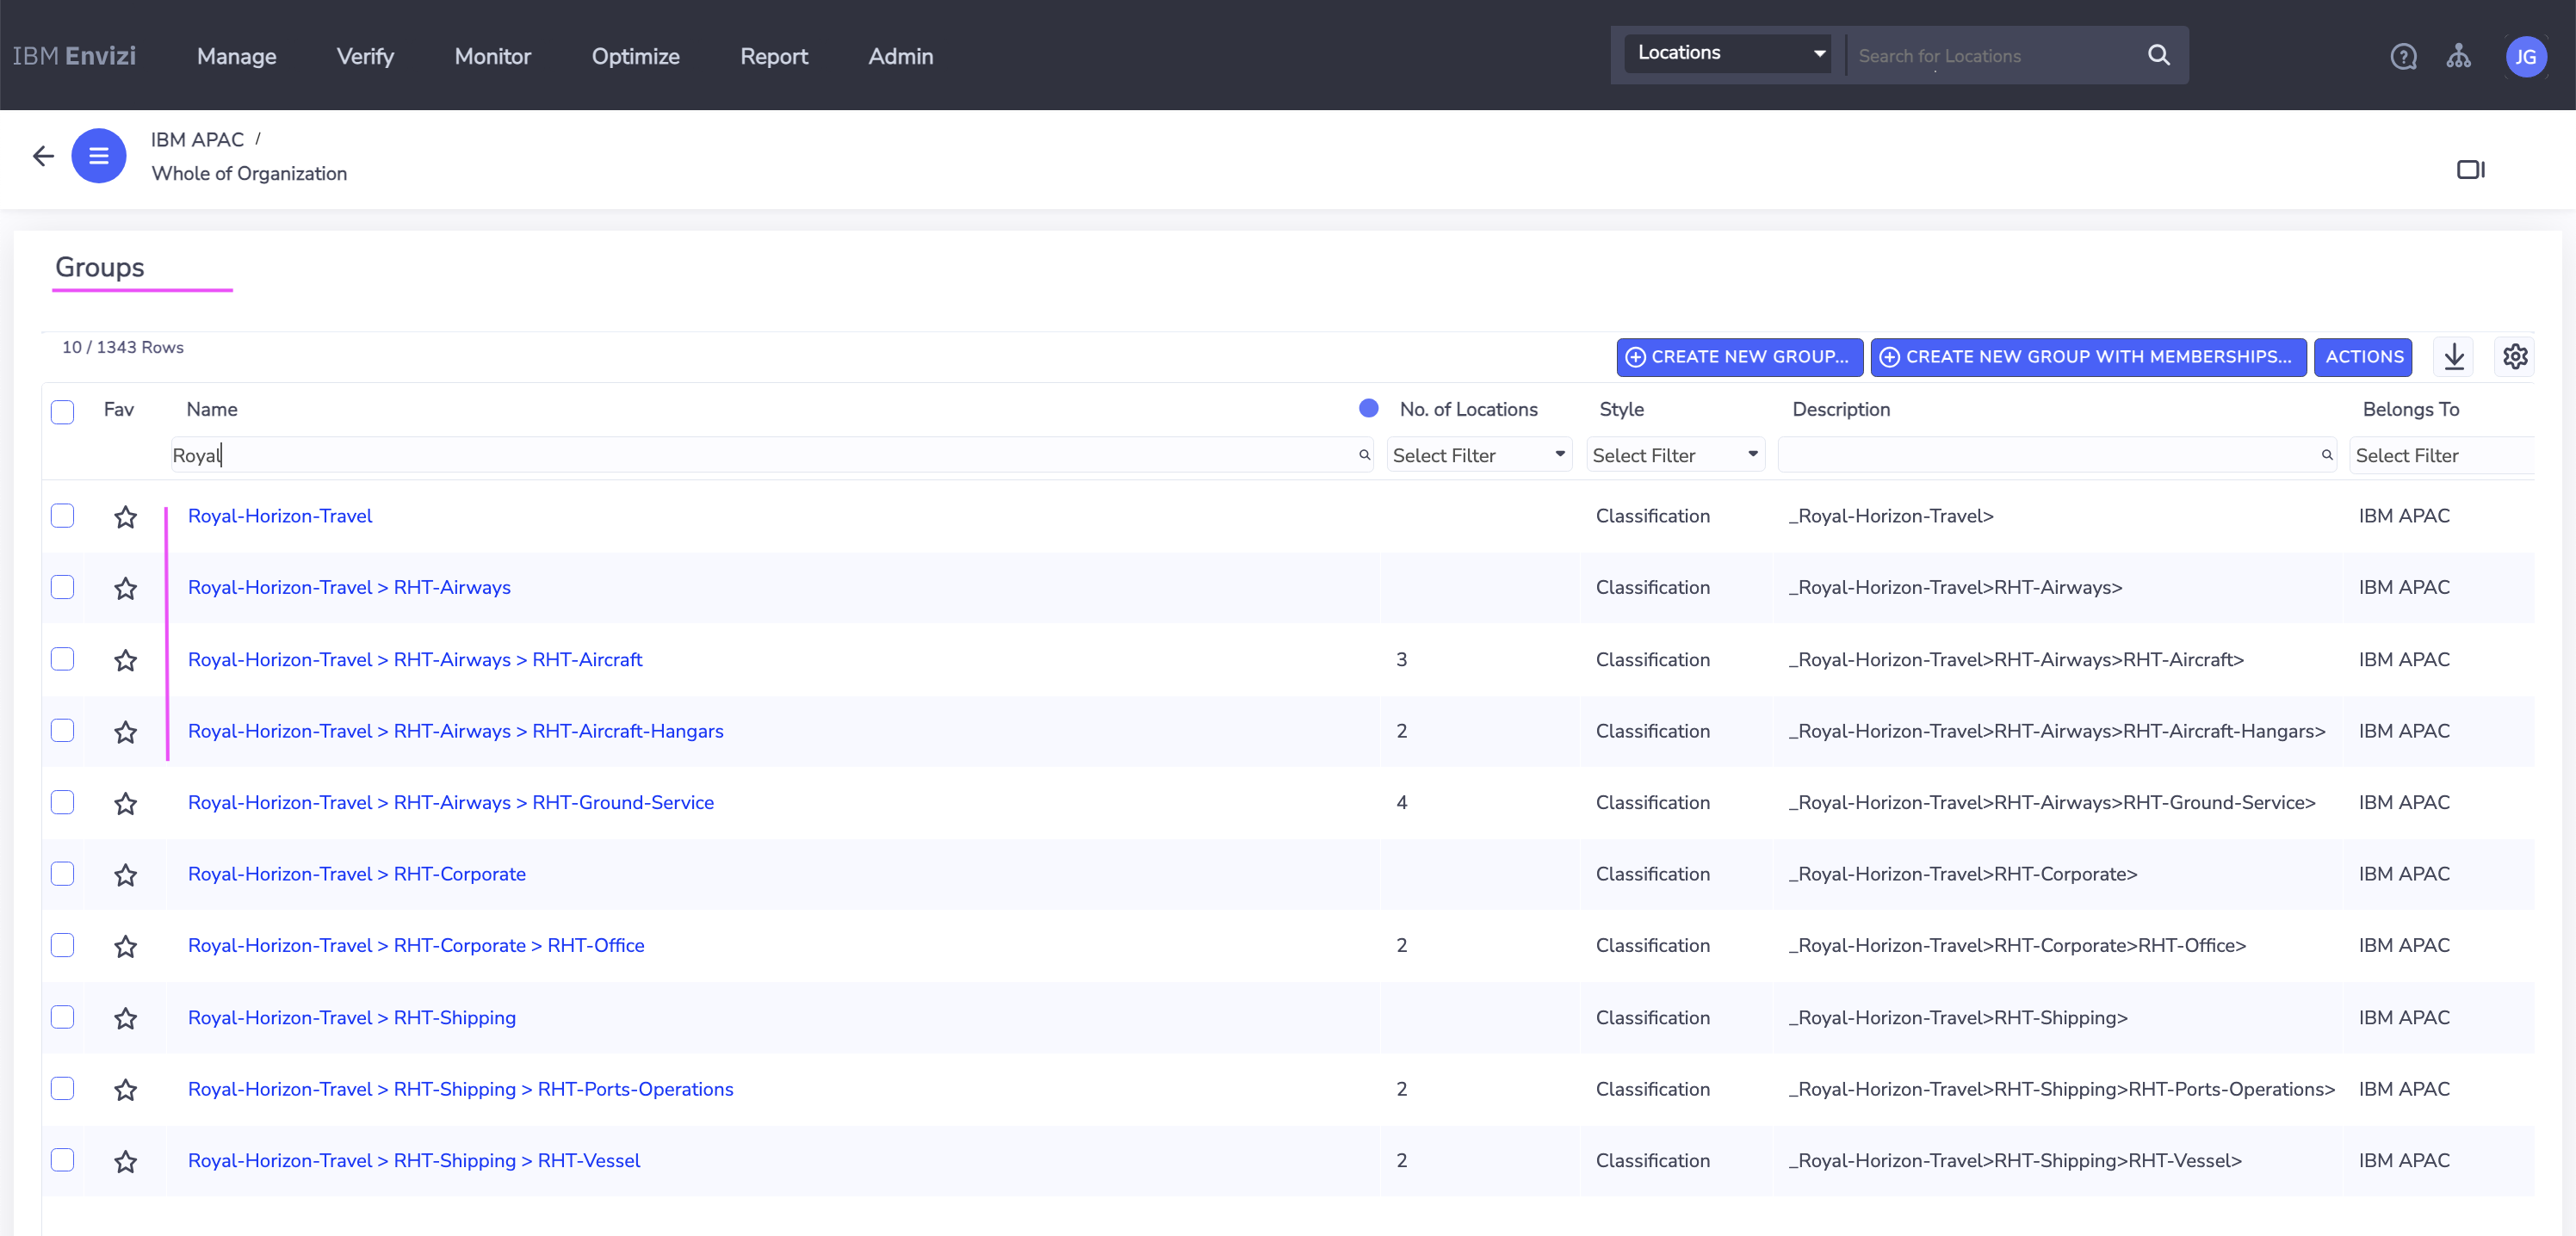 IBM Envizi Manage Verify Monitor Optimize Report Admin Locations Search for Locations JG
IBM APAC /
Whole of Organization
Groups
10 / 1343 Rows CREATE NEW GROUP... CREATE NEW GROUP WITH MEMBERSHIPS... ACTIONS
Fav Name No. of Locations Style Description Belongs To
Royal Select Filter Select Filter Select Filter
Royal-Horizon-Travel Classification _Royal-Horizon-Travel> IBM APAC
Royal-Horizon-Travel > RHT-Airways Classification _Royal-Horizon-Travel>RHT-Airways> IBM APAC
Royal-Horizon-Travel > RHT-Airways > RHT-Aircraft 3 Classification _Royal-Horizon-Travel>RHT-Airways>RHT-Aircraft> IBM APAC
Royal-Horizon-Travel > RHT-Airways > RHT-Aircraft-Hangars 2 Classification _Royal-Horizon-Travel>RHT-Airways>RHT-Aircraft-Hangars> IBM APAC
Royal-Horizon-Travel > RHT-Airways > RHT-Ground-Service 4 Classification _Royal-Horizon-Travel>RHT-Airways>RHT-Ground-Service> IBM APAC
Royal-Horizon-Travel > RHT-Corporate Classification _Royal-Horizon-Travel>RHT-Corporate> IBM APAC
Royal-Horizon-Travel > RHT-Corporate > RHT-Office 2 Classification _Royal-Horizon-Travel>RHT-Corporate>RHT-Office> IBM APAC
Royal-Horizon-Travel > RHT-Shipping Classification _Royal-Horizon-Travel>RHT-Shipping> IBM APAC
Royal-Horizon-Travel > RHT-Shipping > RHT-Ports-Operations 2 Classification _Royal-Horizon-Travel>RHT-Shipping>RHT-Ports-Operations> IBM APAC
Royal-Horizon-Travel > RHT-Shipping > RHT-Vessel 2 Classification _Royal-Horizon-Travel>RHT-Shipping>RHT-Vessel> IBM APAC